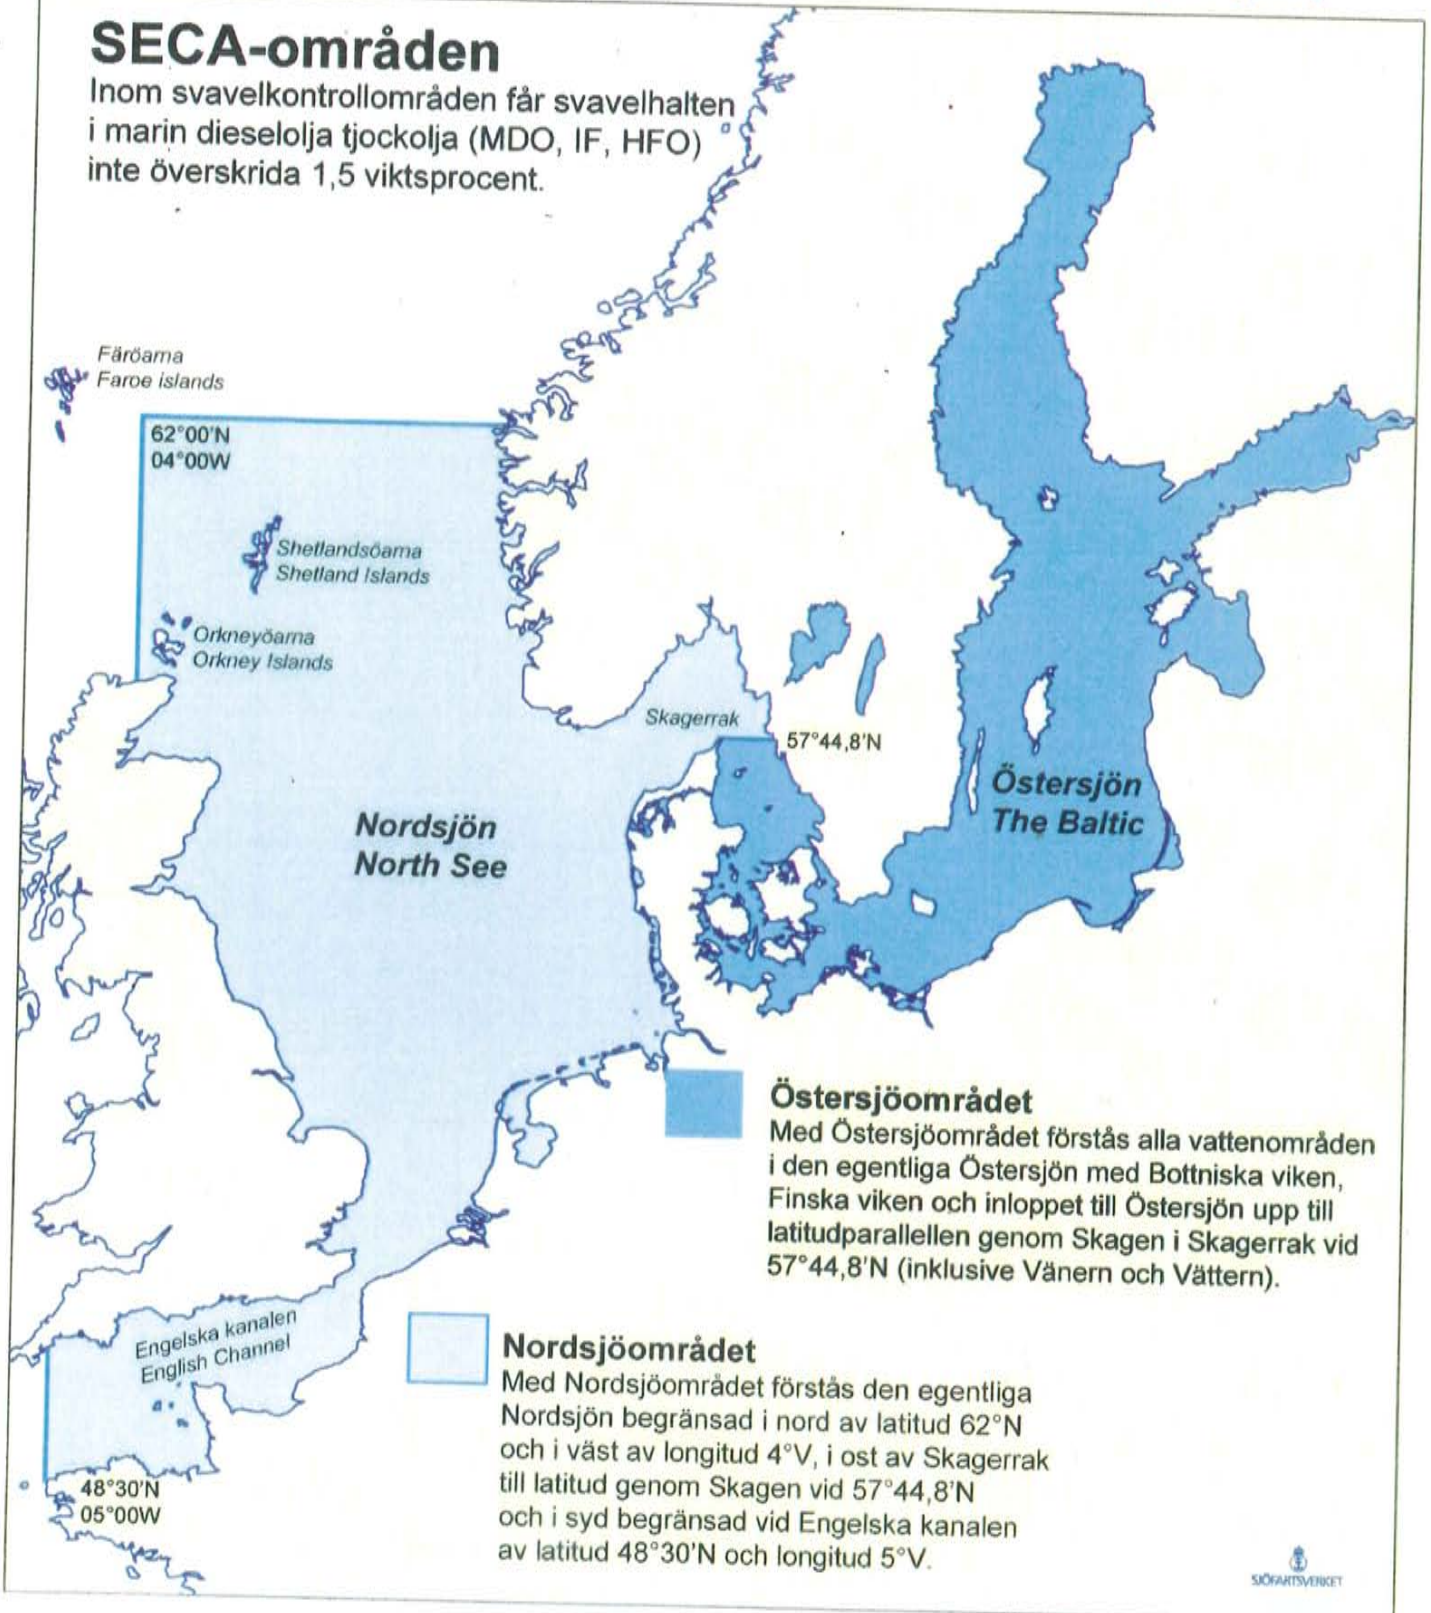 SECA-områden
Inom svavelkontrollområden får svavelhalten
i marin dieselolja tjockolja (MDO, IF, HFO)
inte överskrida 1,5 viktsprocent.
Färöarna
Faroe islands
62°00'N
04°00W
Shetlandsöarna
Shetland Islands
Orkneyöarna
Orkney Islands
Skagerrak
57°44,8'N
Östersjön
The Baltic
Nordsjön
North See
Östersjöområdet
Med Östersjöområdet förstås alla vattenområden
i den egentliga Östersjön med Bottniska viken,
Finska viken och inloppet till Östersjön upp till
latitudparallellen genom Skagen i Skagerrak vid
57°44,8'N (inklusive Vänern och Vättern).
Engelska kanalen
English Channel
Nordsjöområdet
Med Nordsjöområdet förstås den egentliga
Nordsjön begränsad i nord av latitud 62°N
och i väst av longitud 4°V, i ost av Skagerrak
till latitud genom Skagen vid 57°44,8'N
och i syd begränsad vid Engelska kanalen
av latitud 48°30'N och longitud 5°V.
48°30'N
05°00W
SJÖFARTSVERKET